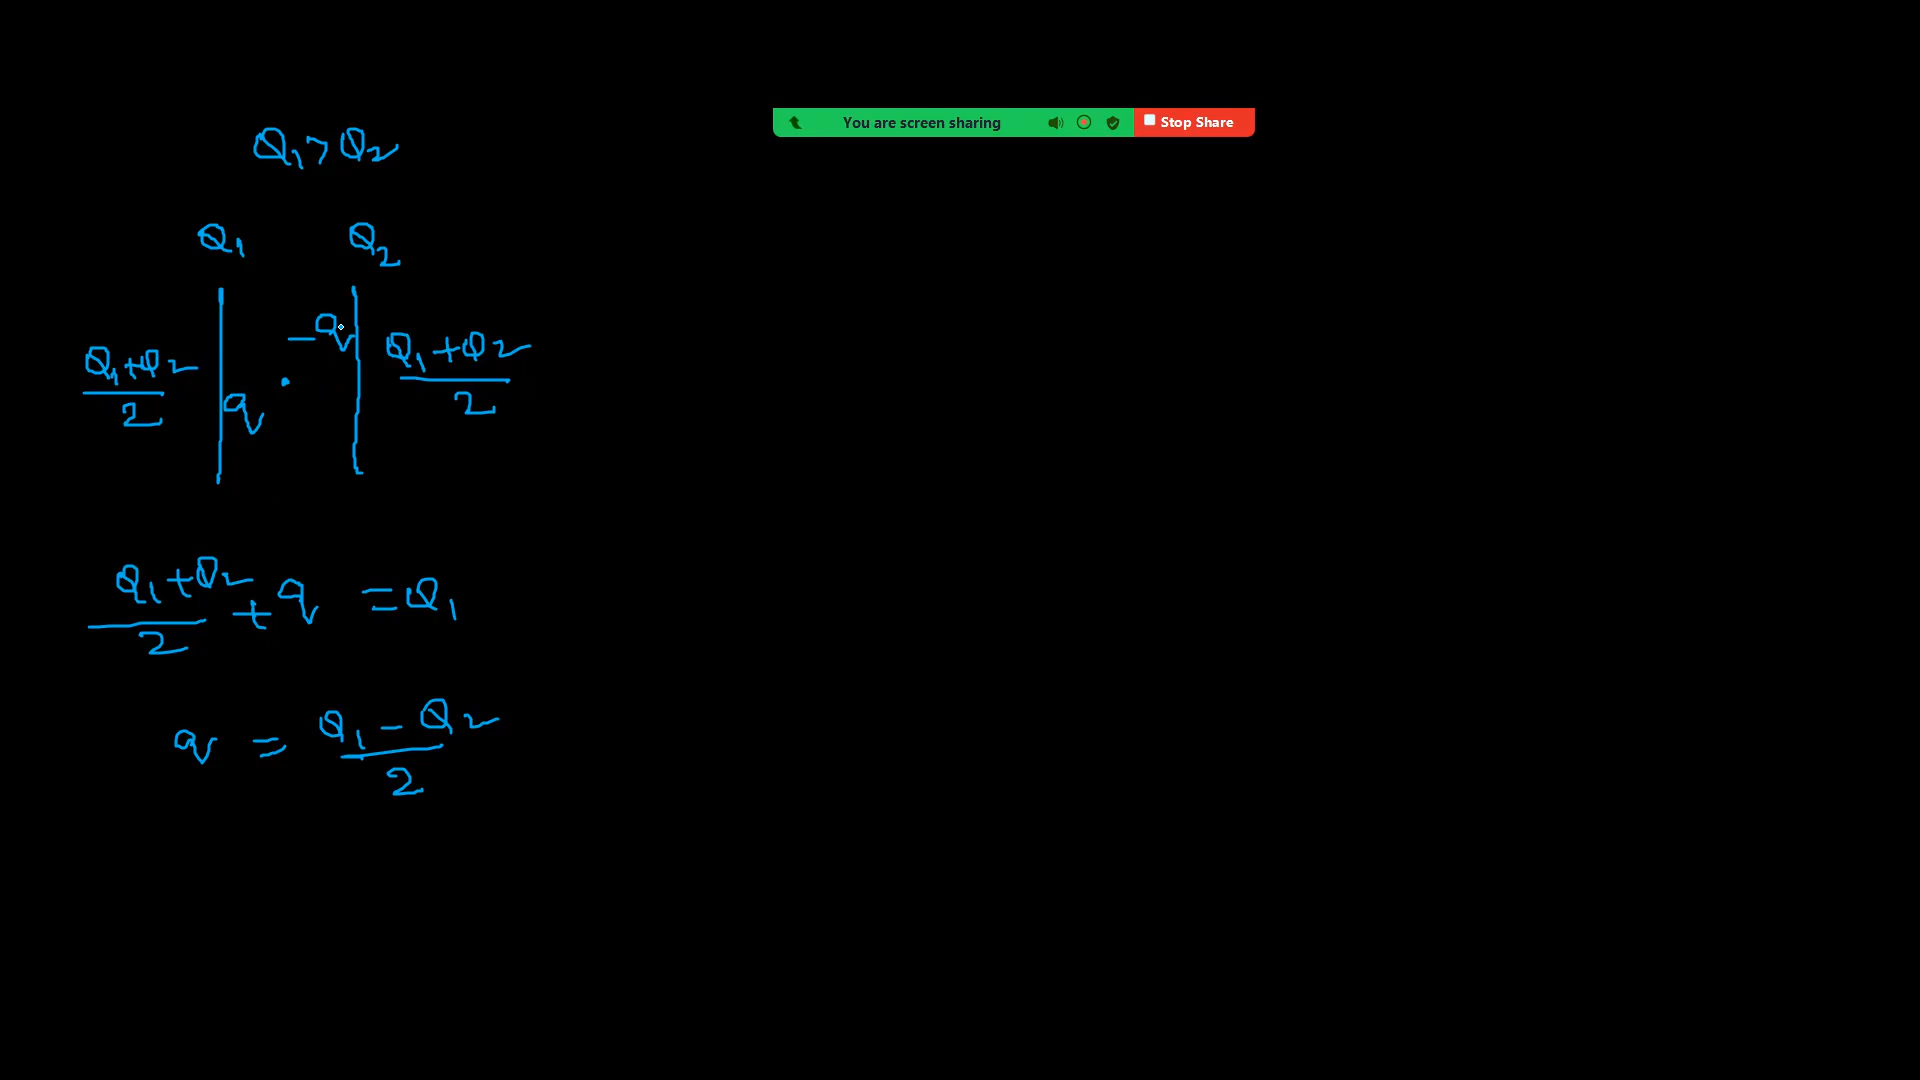 You are screen sharing Stop Share
Q₁ > Q₂
Q₁ Q₂
-q
(Q₁+Q₂)/2 q (Q₁+Q₂)/2
(Q₁+Q₂)/2 + q = Q₁
q = (Q₁-Q₂)/2